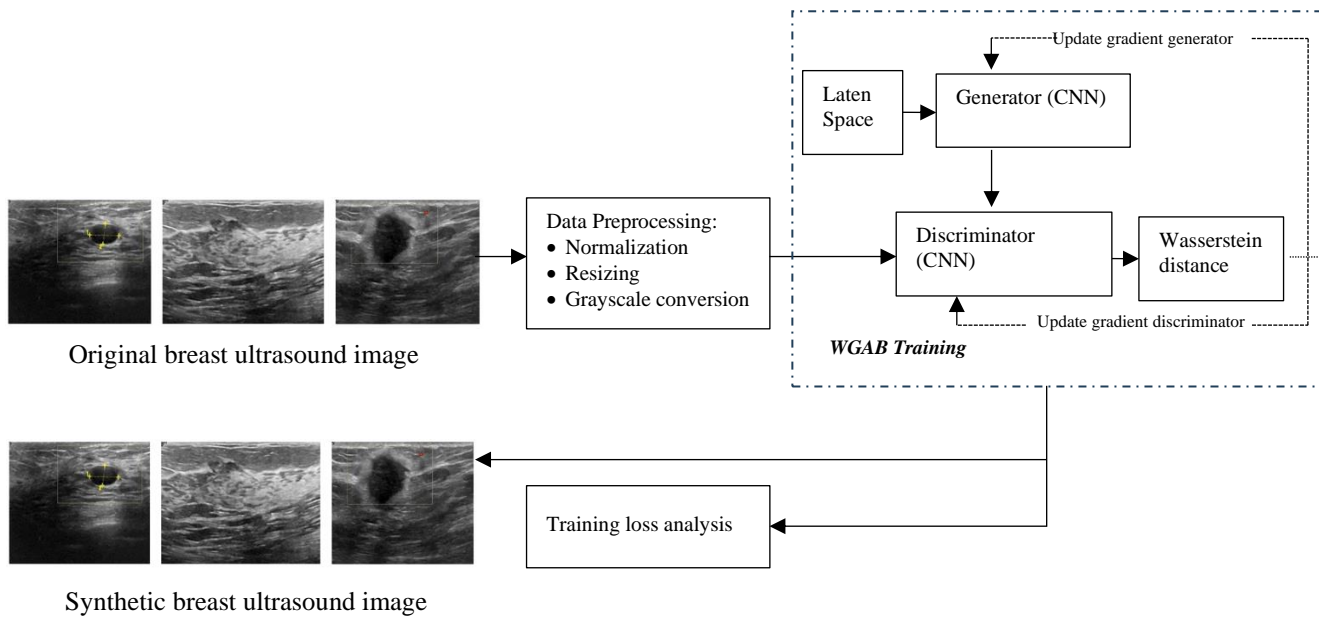 Update gradient generator
Laten
Space
Generator (CNN)
Data Preprocessing:
• Normalization
• Resizing
• Grayscale conversion
Discriminator
(CNN)
Wasserstein
distance
Update gradient discriminator
WGAB Training
Original breast ultrasound image
Training loss analysis
Synthetic breast ultrasound image